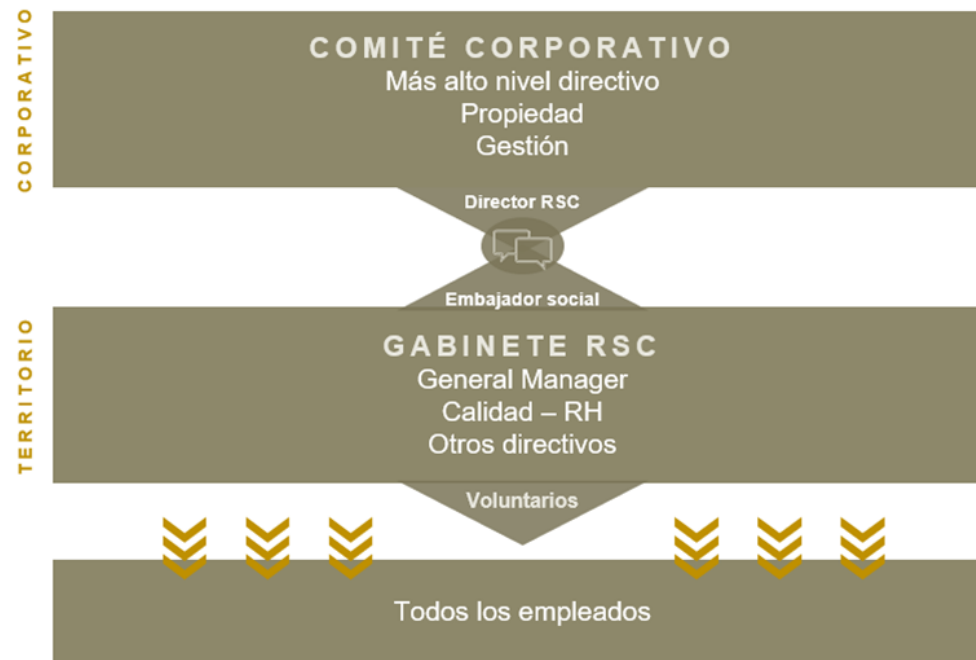 CORPORATIVO
COMITÉ CORPORATIVO
Más alto nivel directivo
Propiedad
Gestión
Director RSC
Embajador social
TERRITORIO
GABINETE RSC
General Manager
Calidad – RH
Otros directivos
Voluntarios
Todos los empleados